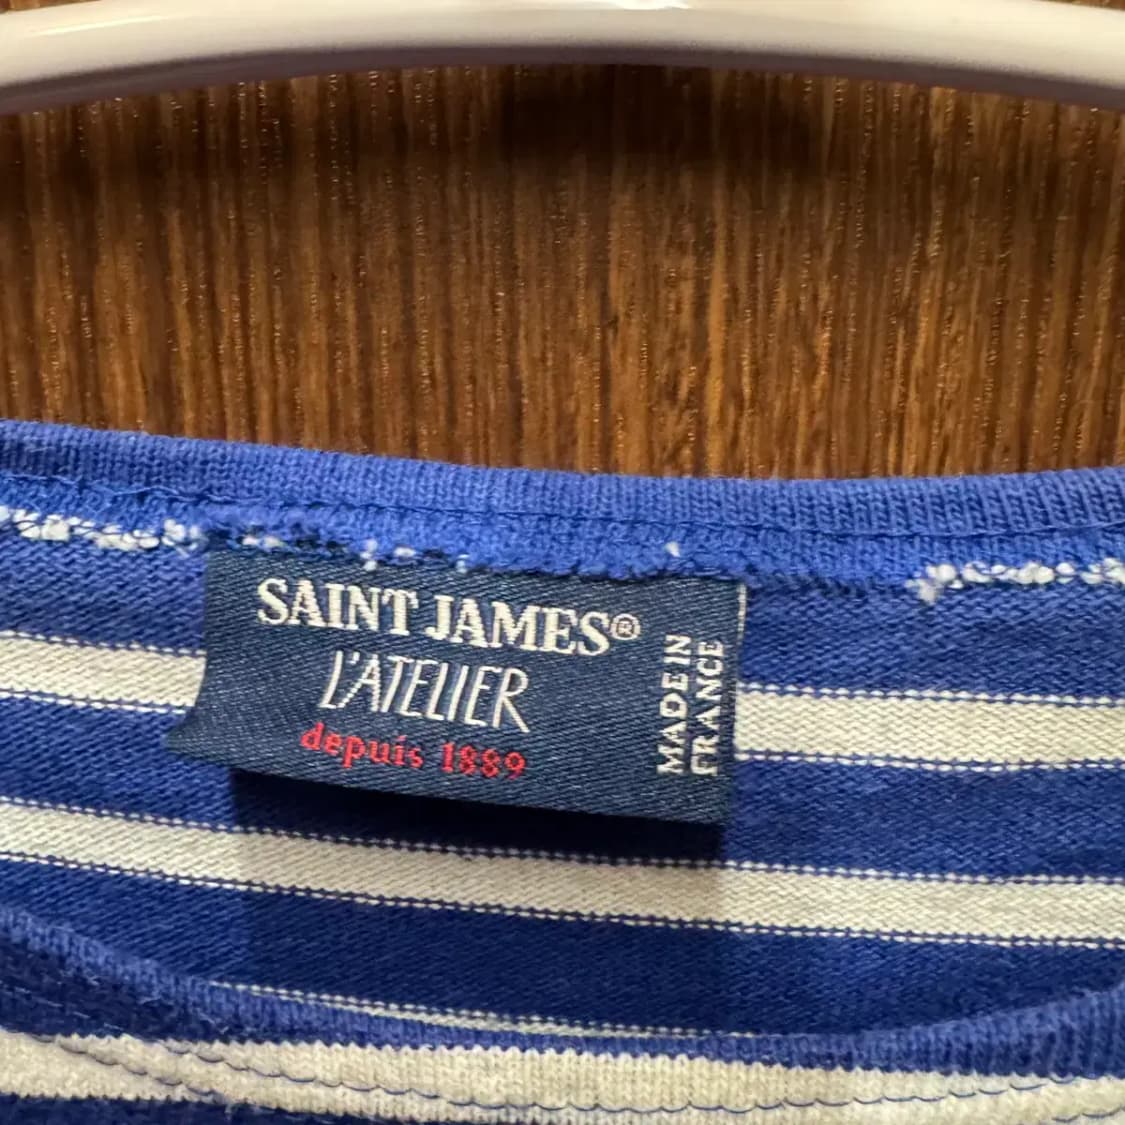 SAINT JAMES®
L'ATELIER
depuis 1889
MADE IN
FRANCE